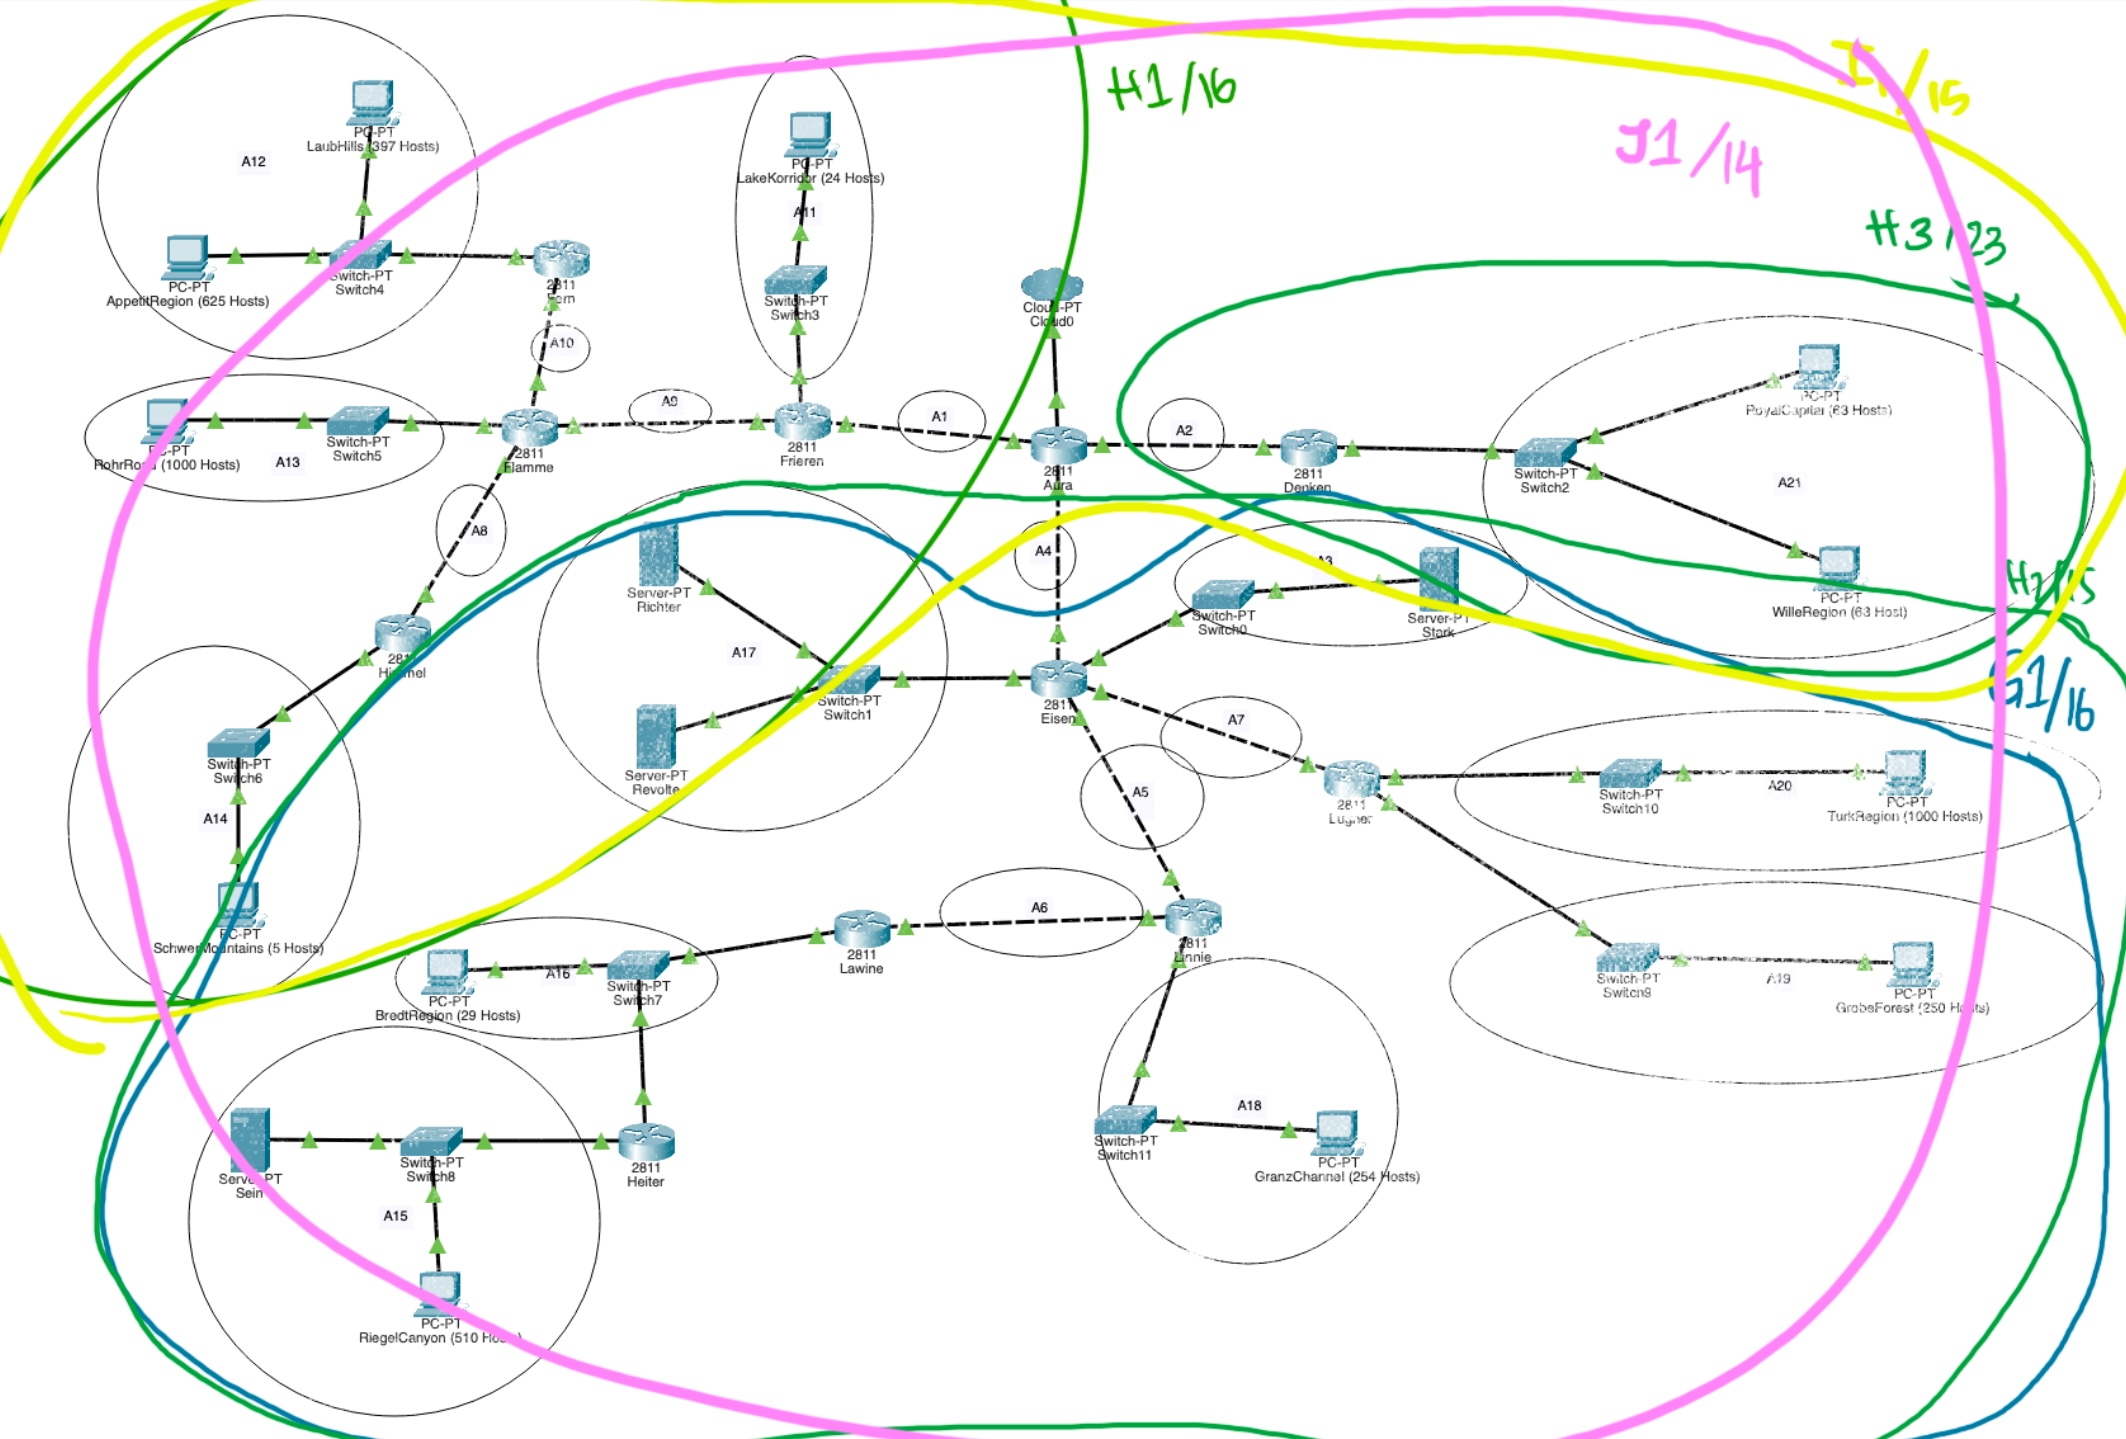 H1/16
I1/15
J1/14
H3/23
H2/15
G1/16
PC-PT
LaubHills (397 Hosts)
A12
PC-PT
AppetitRegion (625 Hosts)
Switch-PT
Switch4
2811
Fern
A10
PC-PT
LakeKorridor (24 Hosts)
A11
Switch-PT
Switch3
Cloud-PT
Cloud0
PC-PT
RohrRoad (1000 Hosts)
A13
Switch-PT
Switch5
2811
Flamme
A9
2811
Frieren
A1
2811
Aura
A2
2811
Denken
Switch-PT
Switch2
PC-PT
RoyalCapital (63 Hosts)
A21
PC-PT
WilleRegion (63 Host)
A8
2811
Himmel
Server-PT
Richter
A17
Server-PT
Revolte
Switch-PT
Switch1
A4
A3
Switch-PT
Switch0
Server-PT
Stark
2811
Eisen
A7
A5
2811
Lugner
Switch-PT
Switch10
A20
PC-PT
TurkRegion (1000 Hosts)
Switch-PT
Switch6
A14
PC-PT
SchwerMountains (5 Hosts)
A16
PC-PT
BredtRegion (29 Hosts)
Switch-PT
Switch7
2811
Lawine
A6
2811
Linnie
Switch-PT
Switch9
A19
PC-PT
GrobeForest (250 Hosts)
Server-PT
Sein
Switch-PT
Switch8
2811
Heiter
A15
PC-PT
RiegelCanyon (510 Hosts)
Switch-PT
Switch11
A18
PC-PT
GranzChannel (254 Hosts)